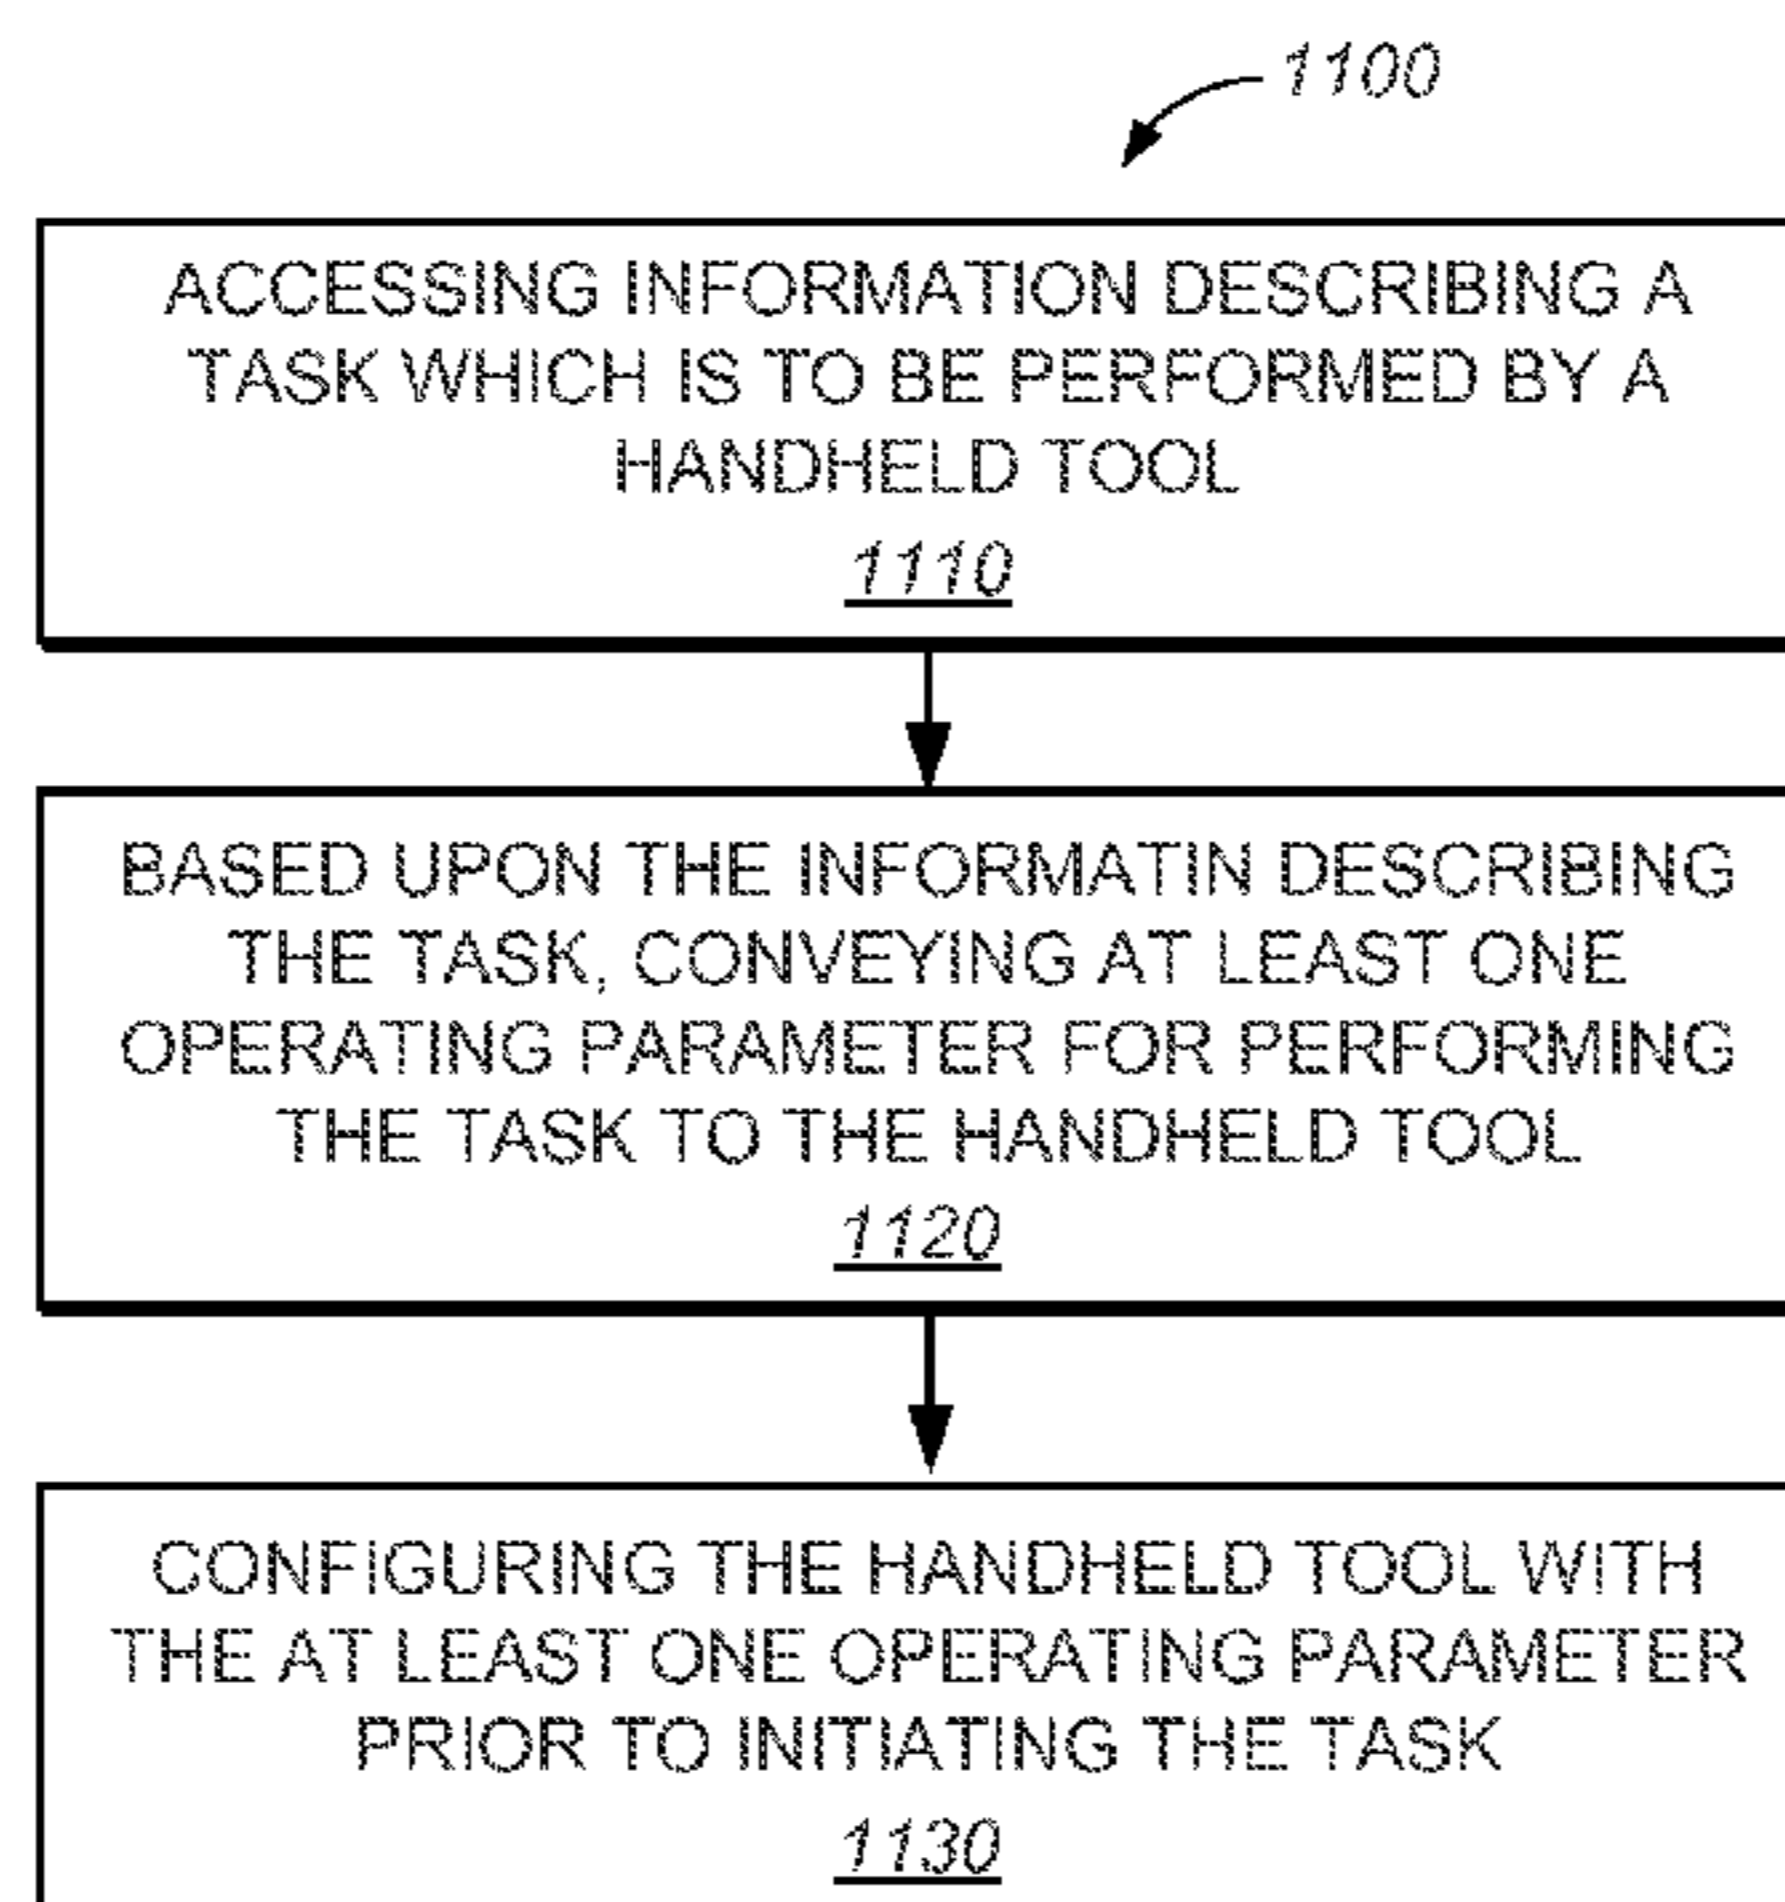 1100
ACCESSING INFORMATION DESCRIBING A
TASK WHICH IS TO BE PERFORMED BY A
HANDHELD TOOL
1110
BASED UPON THE INFORMATIN DESCRIBING
THE TASK, CONVEYING AT LEAST ONE
OPERATING PARAMETER FOR PERFORMING
THE TASK TO THE HANDHELD TOOL
1120
CONFIGURING THE HANDHELD TOOL WITH
THE AT LEAST ONE OPERATING PARAMETER
PRIOR TO INITIATING THE TASK
1130